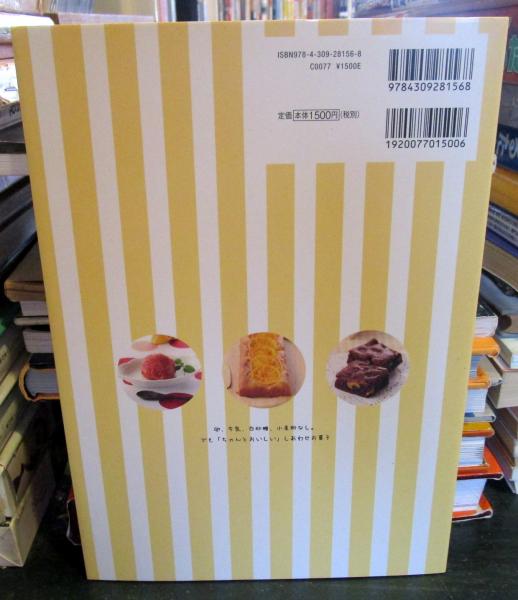 ISBN978-4-309-28156-8
C0077 ¥1500E
9784309281568
定価 本体1500円(税別)
1920077015006
卵、牛乳、白砂糖、小麦粉なし。
でも「ちゃんとおいしい」しあわせお菓子